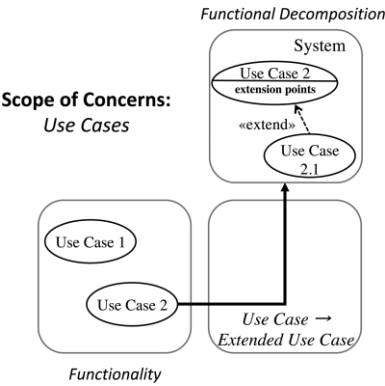 Functional Decomposition
System
Use Case 2
extension points
Scope of Concerns:
Use Cases
«extend»
Use Case
2.1
Use Case 1
Use Case 2
Use Case →
Extended Use Case
Functionality